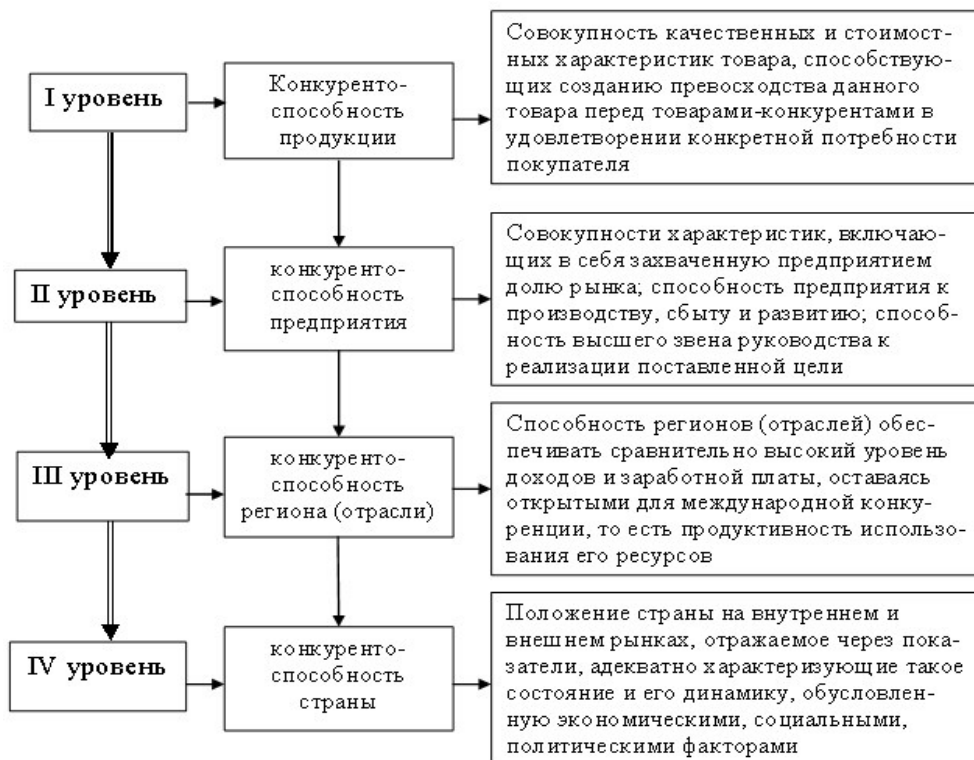 I уровень
Конкуренто-
способность
продукции
Совокупность качественных и стоимост-
ных характеристик товара, способствую-
щих созданию превосходства данного
товара перед товарами-конкурентами в
удовлетворении конкретной потребности
покупателя
II уровень
конкуренто-
способность
предприятия
Совокупности характеристик, включаю-
щих в себя захваченную предприятием
долю рынка; способность предприятия к
производству, сбыту и развитию; способ-
ность высшего звена руководства к
реализации поставленной цели
III уровень
конкуренто-
способность
региона (отрасли)
Способность регионов (отраслей) обес-
печивать сравнительно высокий уровень
доходов и заработной платы, оставаясь
открытыми для международной конку-
ренции, то есть продуктивность использо-
вания его ресурсов
IV уровень
конкуренто-
способность
страны
Положение страны на внутреннем и
внешнем рынках, отражаемое через пока-
затели, адекватно характеризующие такое
состояние и его динамику, обусловлен-
ную экономическими, социальными,
политическими факторами